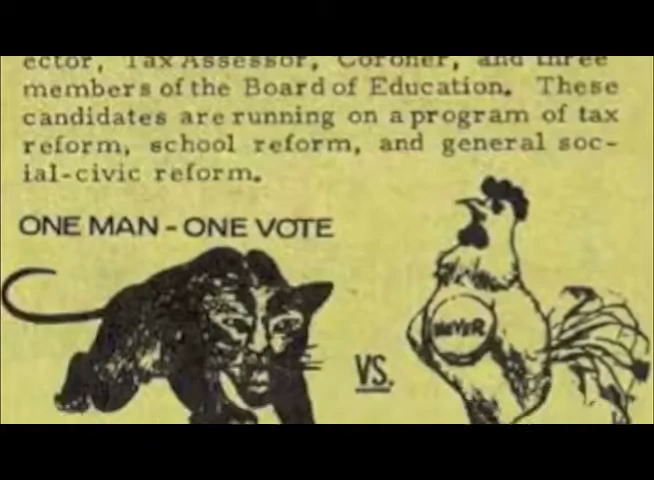 ector, Tax Assessor, Coroner, and three
members of the Board of Education. These
candidates are running on a program of tax
reform, school reform, and general soc-
ial-civic reform.
ONE MAN - ONE VOTE
NEVER
VS.